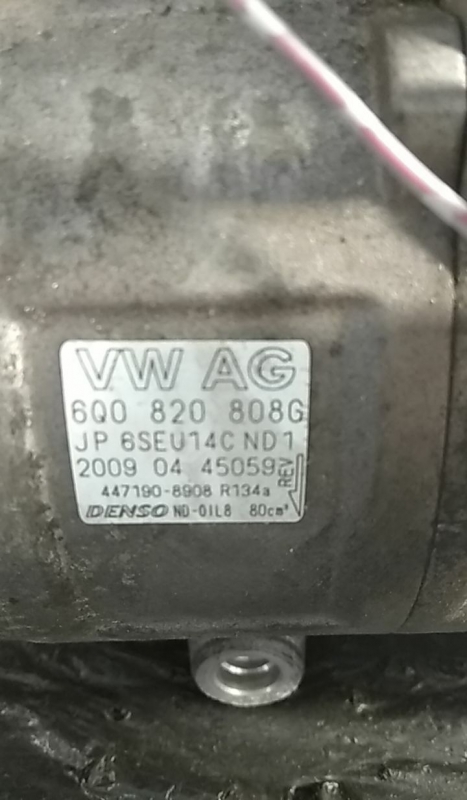 VW AG
6Q0 820 808G
JP 6SEU14C ND1
2009 04 45059
REV
447190-8908 R134a
DENSO ND-OIL8 80cm³